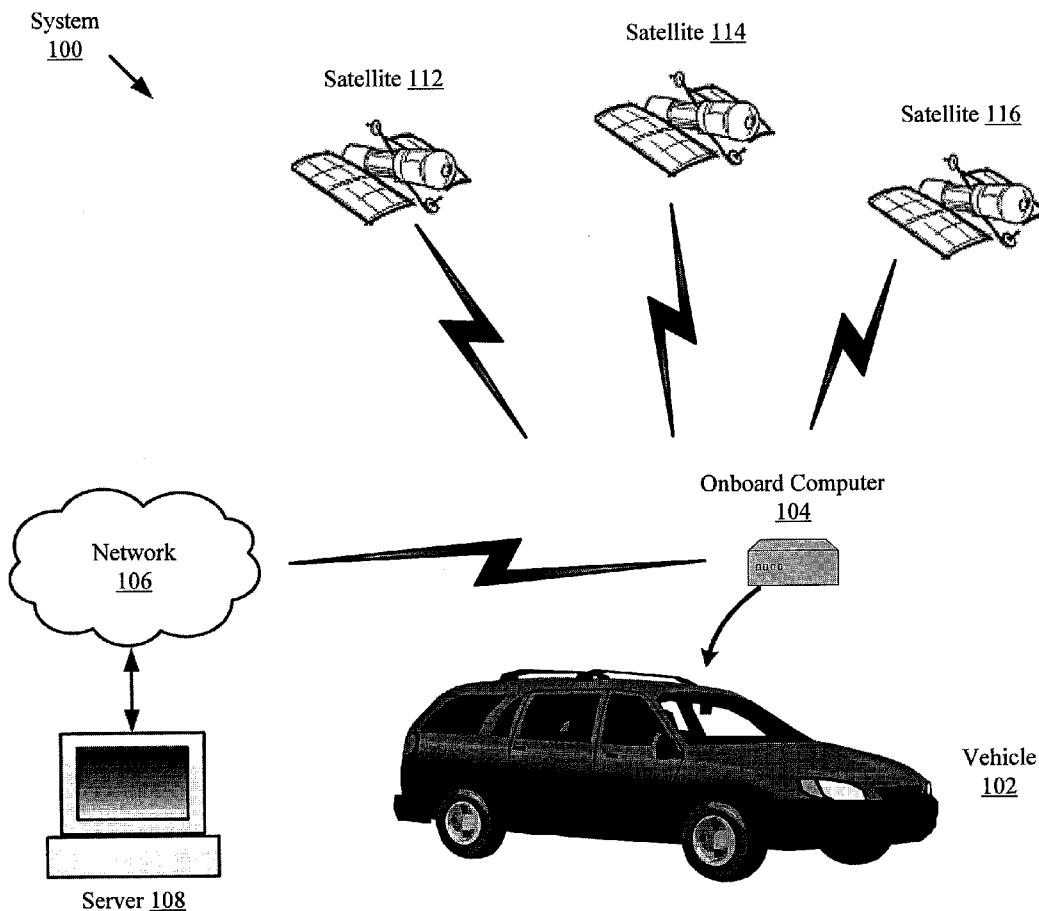 System
100
Satellite 112
Satellite 114
Satellite 116
Onboard Computer
104
Network
106
Vehicle
102
Server 108